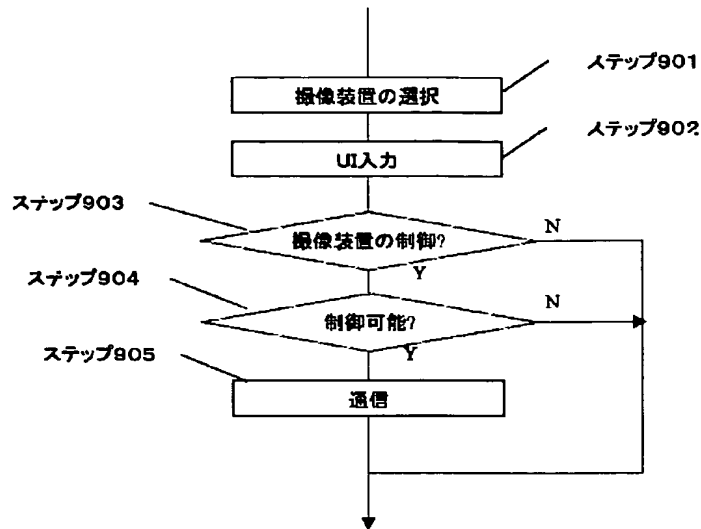 ステップ901
撮像装置の選択
ステップ902
UI入力
ステップ903
撮像装置の制御?
N
Y
ステップ904
制御可能?
N
Y
ステップ905
通信